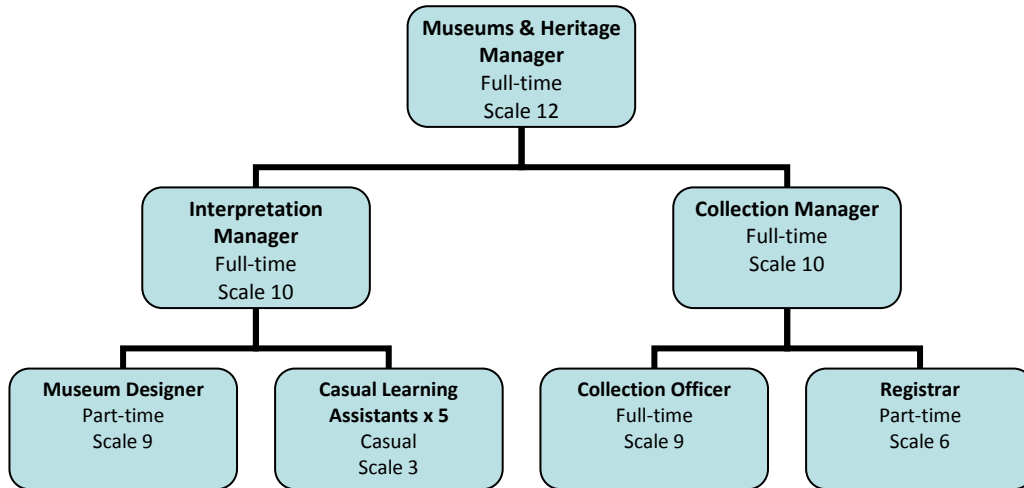 Museums & Heritage
Manager
Full-time
Scale 12
Interpretation
Manager
Full-time
Scale 10
Collection Manager
Full-time
Scale 10
Museum Designer
Part-time
Scale 9
Casual Learning
Assistants x 5
Casual
Scale 3
Collection Officer
Full-time
Scale 9
Registrar
Part-time
Scale 6